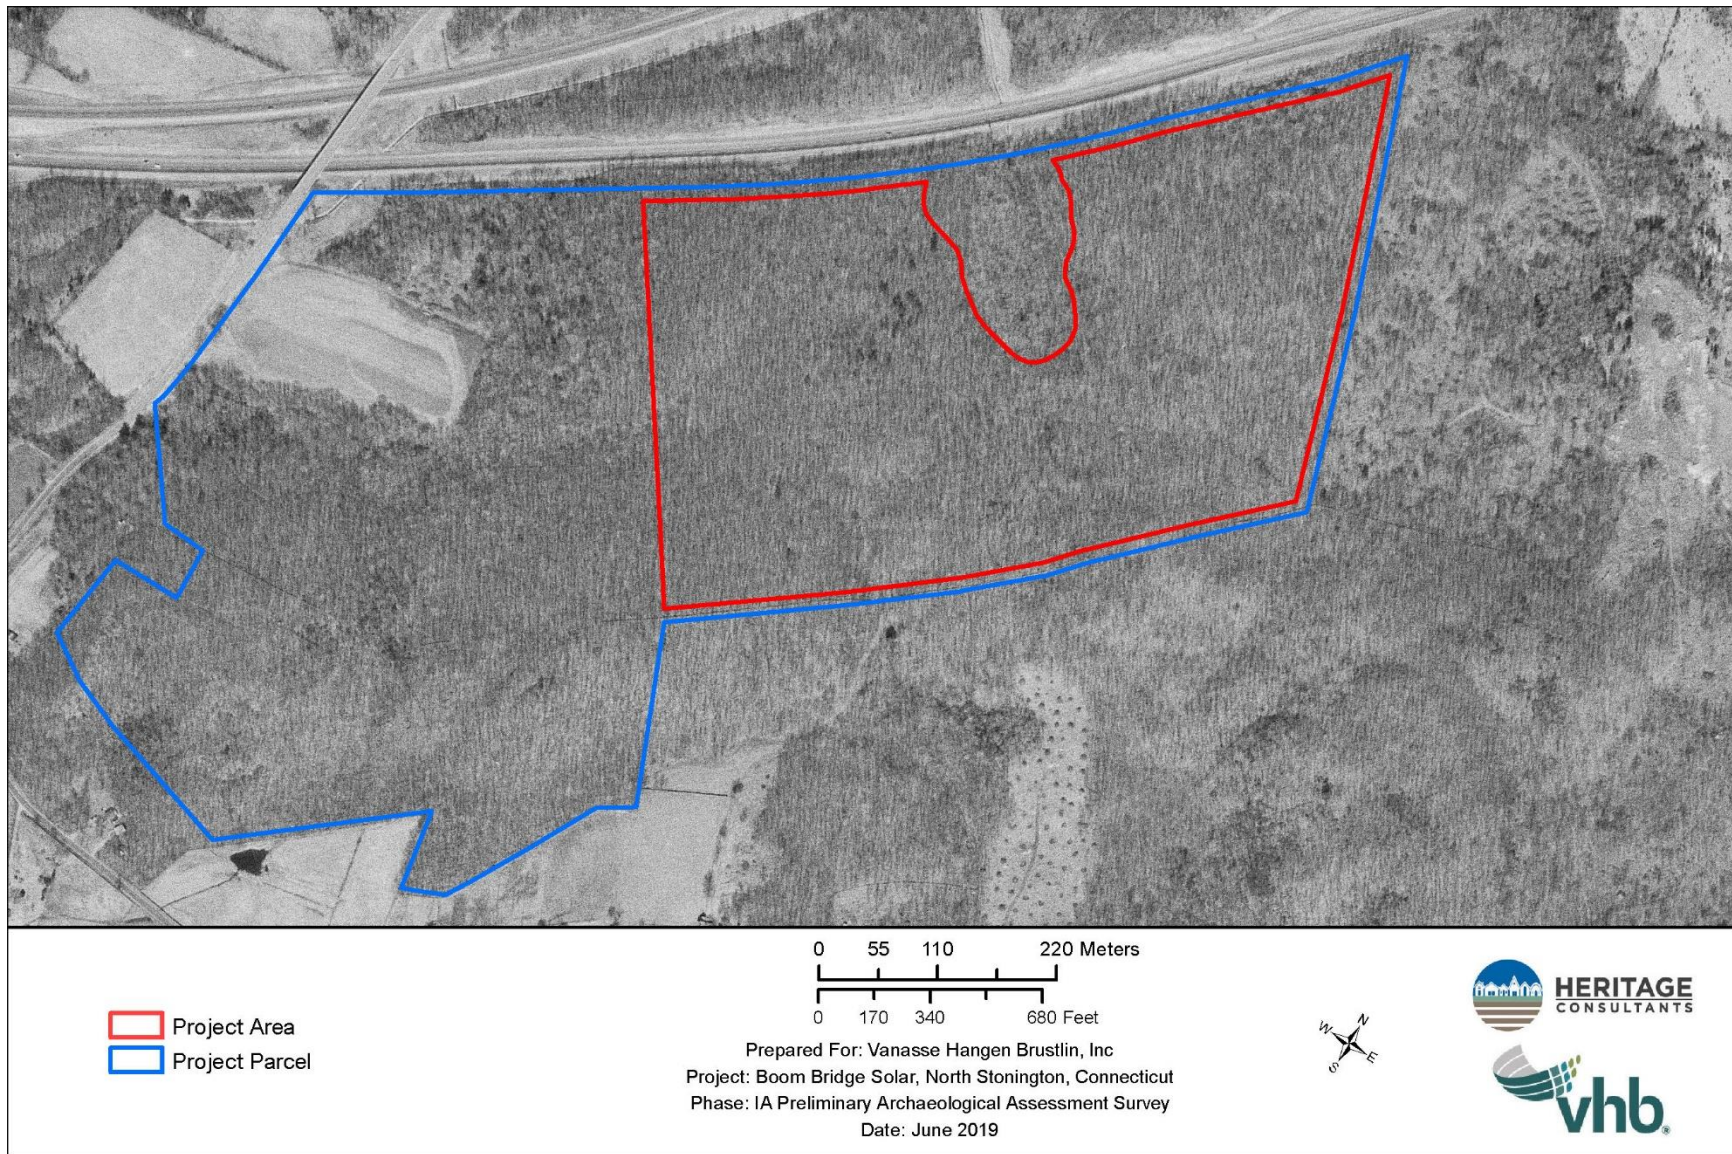 0 55 110 220 Meters
0 170 340 680 Feet
Project Area
Project Parcel
Prepared For: Vanasse Hangen Brustlin, Inc
Project: Boom Bridge Solar, North Stonington, Connecticut
Phase: IA Preliminary Archaeological Assessment Survey
Date: June 2019
N
W
E
S
HERITAGE
CONSULTANTS
vhb®